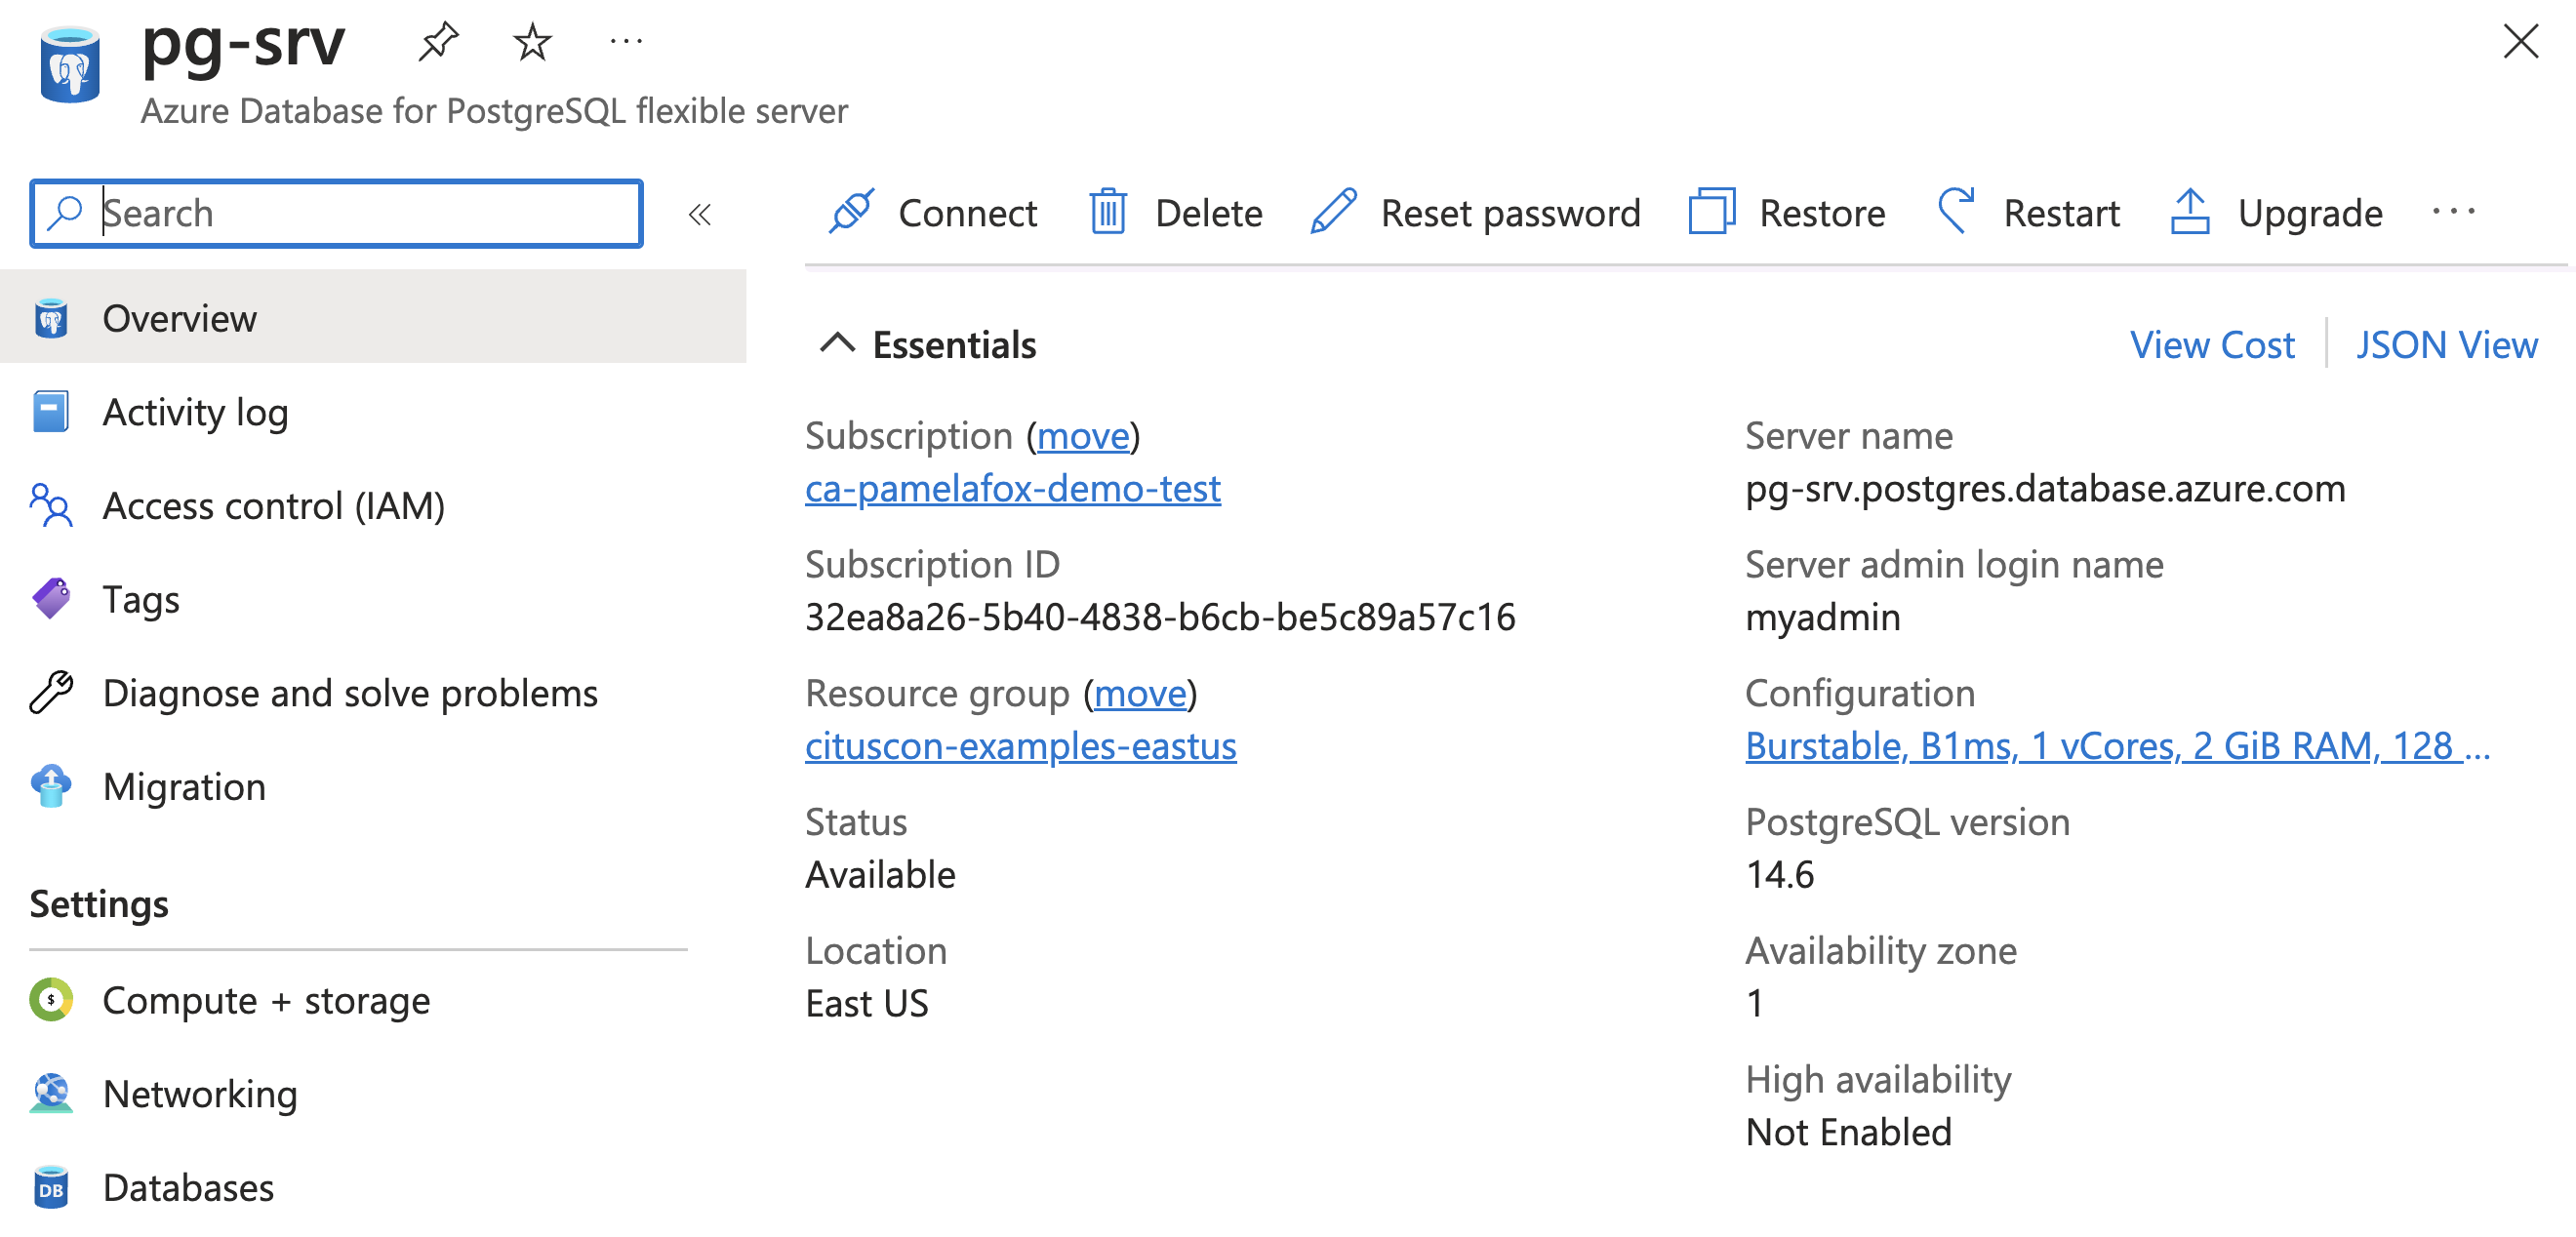 pg-srv
Azure Database for PostgreSQL flexible server
Search
Connect Delete Reset password Restore Restart Upgrade
Overview
Activity log
Access control (IAM)
Tags
Diagnose and solve problems
Migration
Settings
Compute + storage
Networking
DB Databases
Essentials
View Cost JSON View
Subscription (move)
ca-pamelafox-demo-test
Subscription ID
32ea8a26-5b40-4838-b6cb-be5c89a57c16
Resource group (move)
cituscon-examples-eastus
Status
Available
Location
East US
Server name
pg-srv.postgres.database.azure.com
Server admin login name
myadmin
Configuration
Burstable, B1ms, 1 vCores, 2 GiB RAM, 128 ...
PostgreSQL version
14.6
Availability zone
1
High availability
Not Enabled